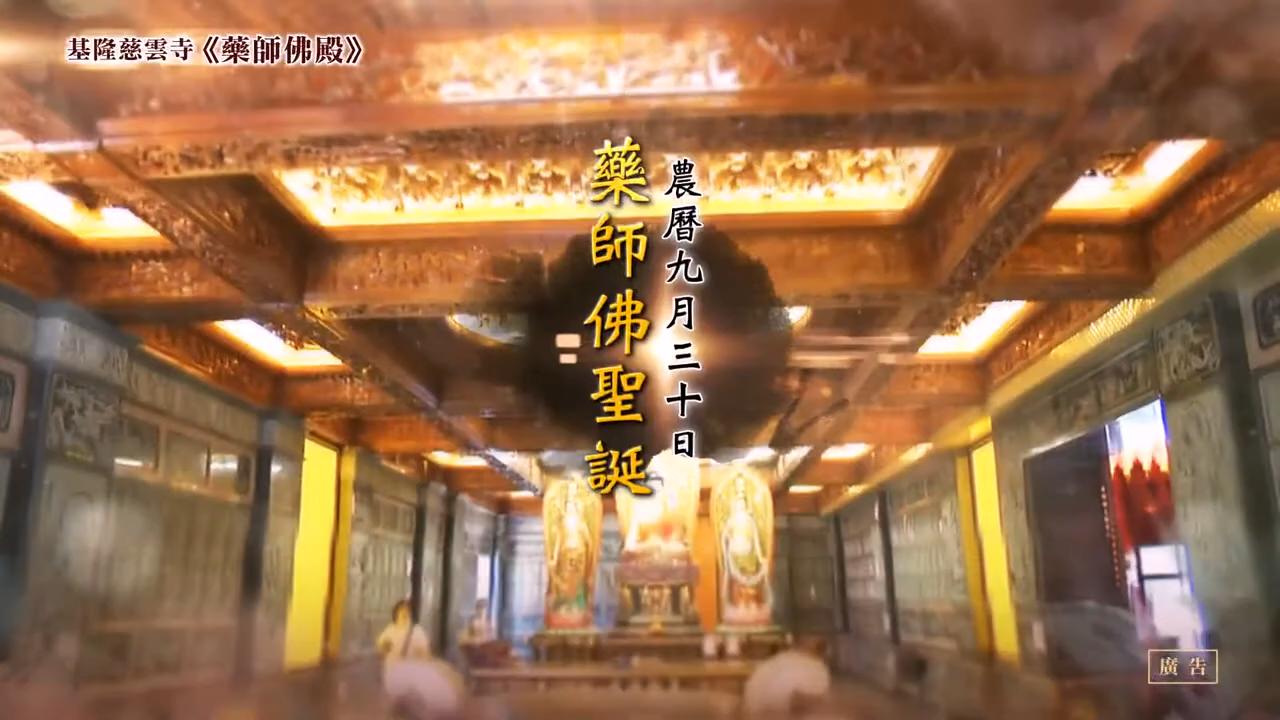 基隆慈雲寺《藥師佛殿》
農曆九月三十日
藥師佛聖誕
廣告